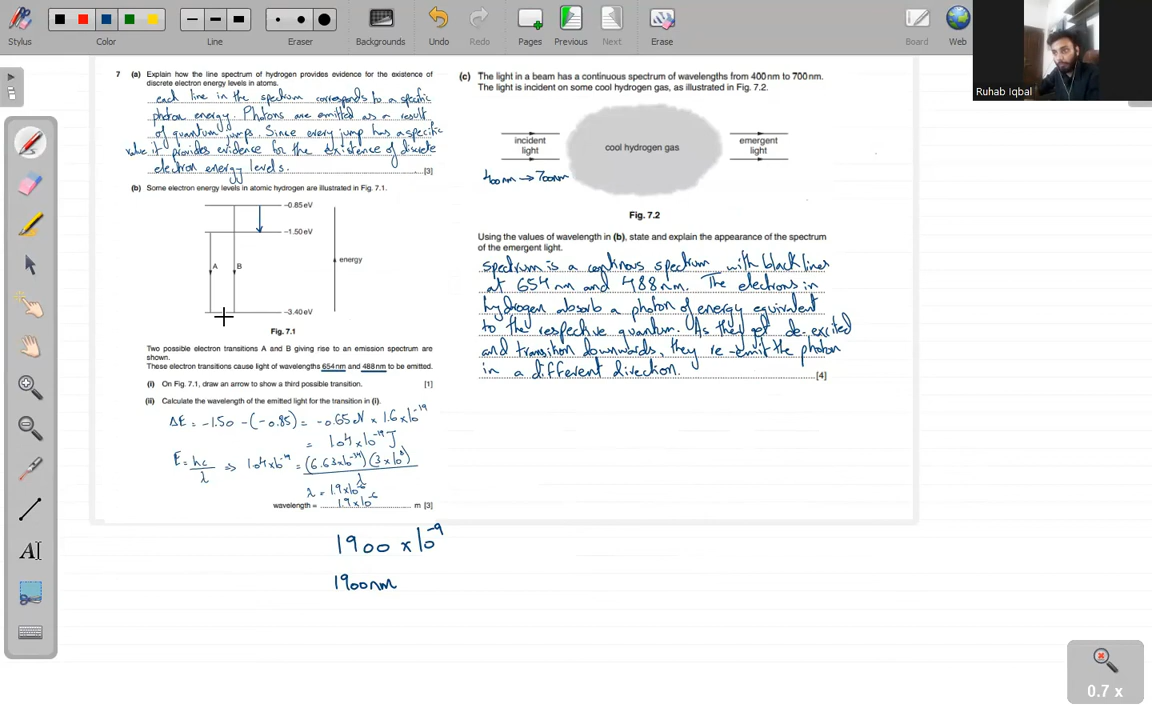 Stylus
Color
Line
Eraser
Backgrounds
Undo
Redo
Pages
Previous
Next
Erase
Board
Web
Ruhab Iqbal
7 (a) Explain how the line spectrum of hydrogen provides evidence for the existence of
discrete electron energy levels in atoms.
each line in the spectrum corresponds to a specific
photon energy. Photons are emitted as a result
of quantum jumps. Since every jump has a specific
value it provides evidence for the existence of discrete
electron energy levels. [3]
(b) Some electron energy levels in atomic hydrogen are illustrated in Fig. 7.1.
−0.85 eV
−1.50 eV
A B energy
−3.40 eV
Fig. 7.1
Two possible electron transitions A and B giving rise to an emission spectrum are
shown.
These electron transitions cause light of wavelengths 654 nm and 488 nm to be emitted.
(i) On Fig. 7.1, draw an arrow to show a third possible transition. [1]
(ii) Calculate the wavelength of the emitted light for the transition in (i).
ΔE = -1.50 - (-0.85) = -0.65eV × 1.6×10⁻¹⁹
= 1.04×10⁻¹⁹ J
E = hc/λ ⇒ 1.04×10⁻¹⁹ = (6.63×10⁻³⁴)(3×10⁸)/λ
λ = 1.9×10⁻⁶
wavelength = 1.9×10⁻⁶ m [3]
1900 ×10⁻⁹
1900nm
(c) The light in a beam has a continuous spectrum of wavelengths from 400 nm to 700 nm.
The light is incident on some cool hydrogen gas, as illustrated in Fig. 7.2.
incident light
cool hydrogen gas
emergent light
400nm → 700nm
Fig. 7.2
Using the values of wavelength in (b), state and explain the appearance of the spectrum
of the emergent light.
spectrum is a continous spectrum with black lines
at 654 nm and 488nm. The electrons in
hydrogen absorb a photon of energy equivalent
to the respective quantum. As they get de-excited
and transition downwards, they re-emit the photon
in a different direction. [4]
AI
0.7 x